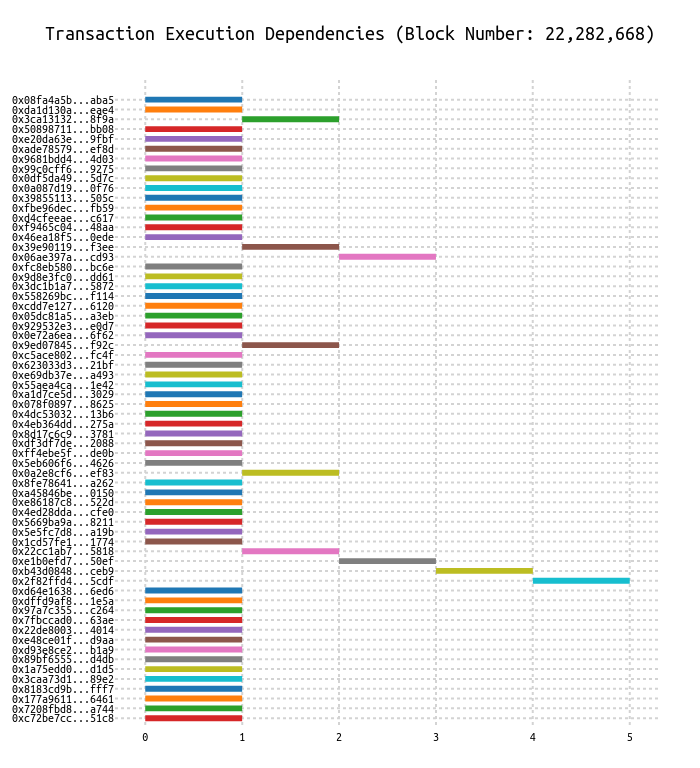 Transaction Execution Dependencies (Block Number: 22,282,668)
0x08fa4a5b...aba5
0xda1d130a...eae4
0x3ca13132...8f9a
0x50898711...bb08
0xe20da63e...9fbf
0xade78579...ef8d
0x9681bdd4...4d03
0x99c0cff6...9275
0x0df5da49...5d7c
0x0a087d19...0f76
0x39855113...505c
0xfbe96dec...fb59
0xd4cfeeae...c617
0xf9465c04...48aa
0x46ea18f5...0ede
0x39e90119...f3ee
0x06ae397a...cd93
0xfc8eb580...bc6e
0x9d8e3fc0...dd61
0x3dc1b1a7...5872
0x558269bc...f114
0xcdd7e127...6120
0x05dc81a5...a3eb
0x929532e3...e0d7
0x0e72a6ea...6f62
0x9ed07845...f92c
0xc5ace802...fc4f
0x623033d3...21bf
0xe69db37e...a493
0x55aea4ca...1e42
0xa1d7ce5d...3029
0x078f0897...8625
0x4dc53032...13b6
0x4eb364dd...275a
0x8d17c6c9...3781
0xdf3df7de...2088
0xff4ebe5f...de0b
0x5eb606f6...4626
0x0a2e8cf6...ef83
0x8fe78641...a262
0xa45846be...0150
0xe86187c8...522d
0x4ed28dda...cfe0
0x5669ba9a...8211
0x5e5fc7d8...a19b
0x1cd57fe1...1774
0x22cc1ab7...5818
0xe1b0efd7...50ef
0xb43d0848...ceb9
0x2f82ffd4...5cdf
0xd64e1638...6ed6
0xdffd9af8...1e5a
0x97a7c355...c264
0x7fbccad0...63ae
0x22de8003...4014
0xe48ce01f...d9aa
0xd93e8ce2...b1a9
0x89bf6555...d4db
0x1a75edd0...d1d5
0x3caa73d1...89e2
0x8183cd9b...fff7
0x177a9611...6461
0x7208fbd8...a744
0xc72be7cc...51c8
0 1 2 3 4 5